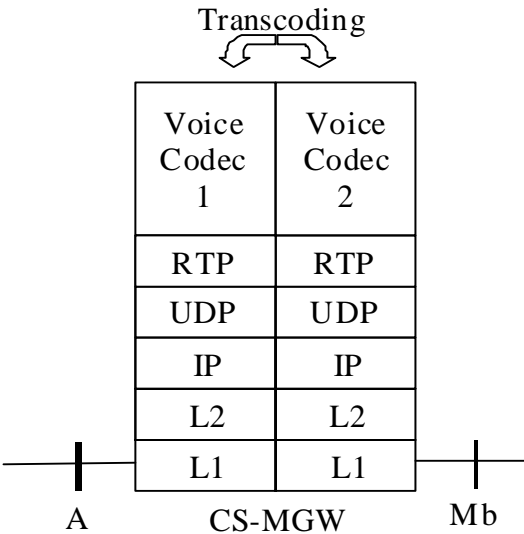 Transcoding
Voice Codec 1
Voice Codec 2
RTP RTP
UDP UDP
IP IP
L2 L2
L1 L1
A CS-MGW Mb